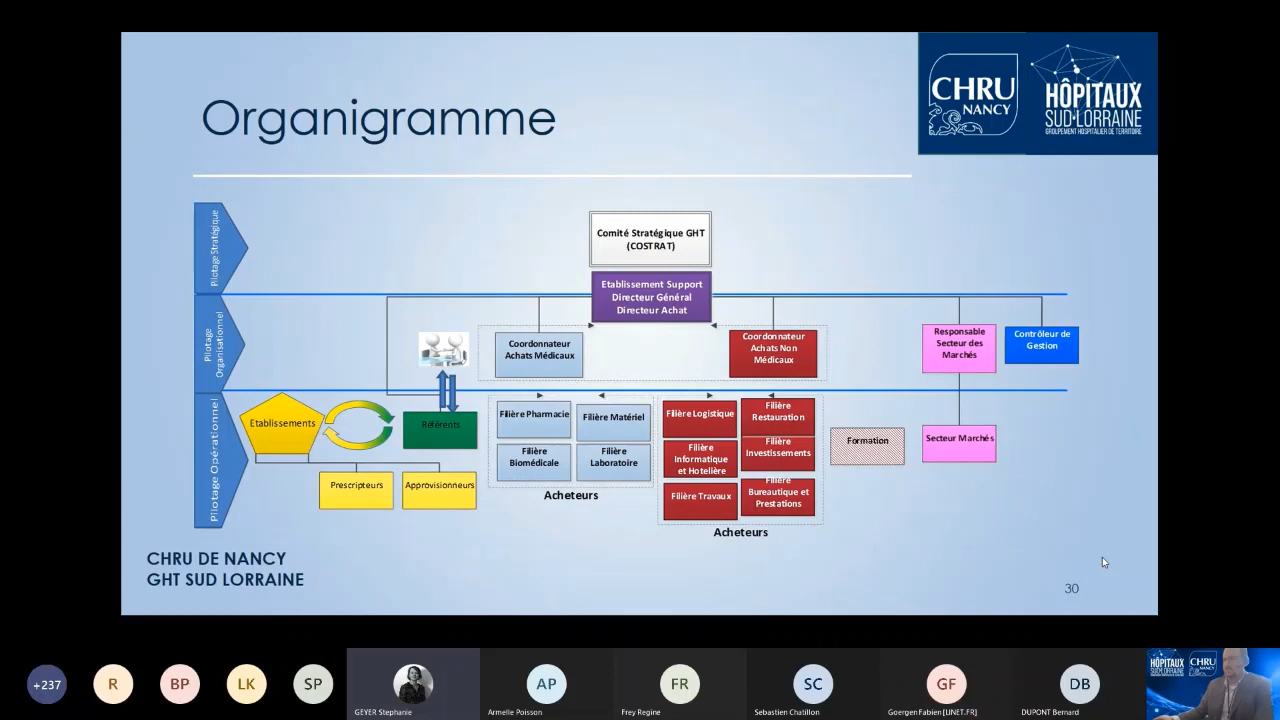 Organigramme
CHRU
NANCY
HÔPITAUX
SUD•LORRAINE
GROUPEMENT HOSPITALIER DE TERRITOIRE
Pilotage Stratégique
Comité Stratégique GHT
(COSTRAT)
Etablissement Support
Directeur Général
Directeur Achat
Pilotage
Organisationnel
Coordonnateur
Achats Médicaux
Coordonnateur
Achats Non
Médicaux
Responsable
Secteur des
Marchés
Contrôleur de
Gestion
Pilotage Opérationnel
Etablissements
Référents
Prescripteurs
Approvisionneurs
Filière Pharmacie
Filière Matériel
Filière
Biomédicale
Filière
Laboratoire
Acheteurs
Filière Logistique
Filière
Restauration
Filière
Informatique
et Hotelière
Filière
Investissements
Filière Travaux
Filière
Bureautique et
Prestations
Acheteurs
Formation
Secteur Marchés
CHRU DE NANCY
GHT SUD LORRAINE
30
+237
R
BP
LK
SP
GEYER Stephanie
AP
Armelle Poisson
FR
Frey Regine
SC
Sebastien Chatillon
GF
Goergen Fabien [LINET.FR]
DB
DUPONT Bernard
HÔPITAUX
SUD•LORRAINE
CHRU